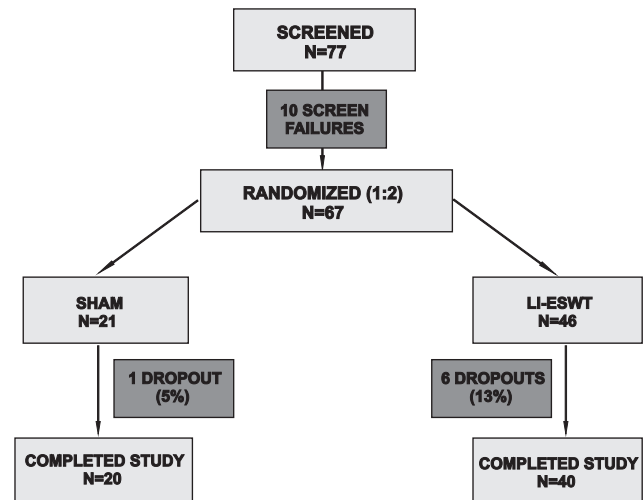 SCREENED
N=77
10 SCREEN
FAILURES
RANDOMIZED (1:2)
N=67
SHAM
N=21
LI-ESWT
N=46
1 DROPOUT
(5%)
6 DROPOUTS
(13%)
COMPLETED STUDY
N=20
COMPLETED STUDY
N=40